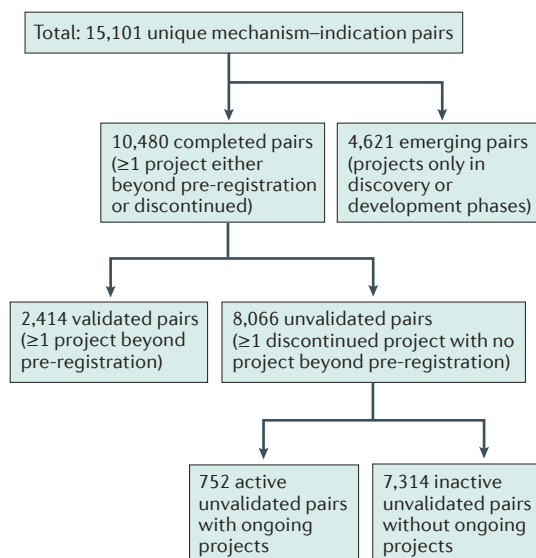 Total: 15,101 unique mechanism–indication pairs
10,480 completed pairs
(≥1 project either
beyond pre-registration
or discontinued)
4,621 emerging pairs
(projects only in
discovery or
development phases)
2,414 validated pairs
(≥1 project beyond
pre-registration)
8,066 unvalidated pairs
(≥1 discontinued project with no
project beyond pre-registration)
752 active
unvalidated pairs
with ongoing
projects
7,314 inactive
unvalidated pairs
without ongoing
projects